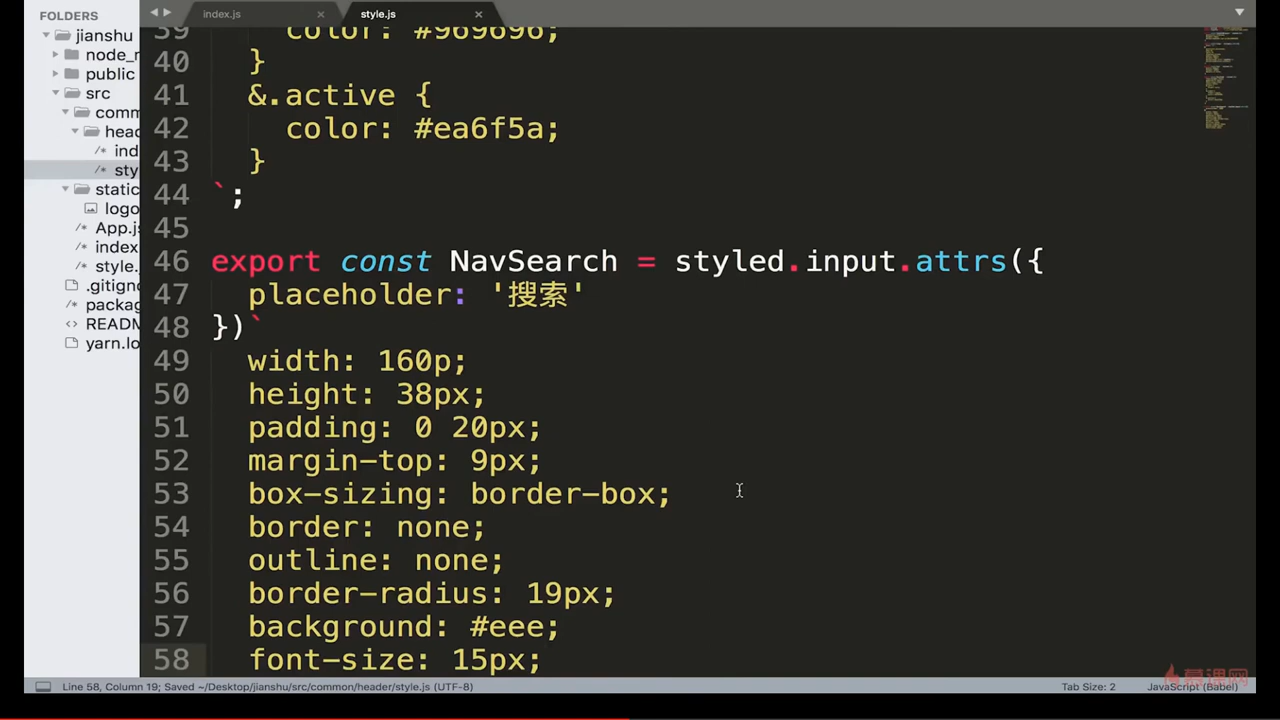 FOLDERS
jianshu
node_r
public
src
comm
head
ind
sty
static
logo
App.js
index
style.
.gitign
packag
READM
yarn.lo
index.js
style.js
39 color: #969696;
40 }
41 &.active {
42 color: #ea6f5a;
43 }
44 `;
45
46 export const NavSearch = styled.input.attrs({
47 placeholder: '搜索'
48 })`
49 width: 160p;
50 height: 38px;
51 padding: 0 20px;
52 margin-top: 9px;
53 box-sizing: border-box;
54 border: none;
55 outline: none;
56 border-radius: 19px;
57 background: #eee;
58 font-size: 15px;
慕课网
Line 58, Column 19; Saved ~/Desktop/jianshu/src/common/header/style.js (UTF-8)
Tab Size: 2
JavaScript (Babel)